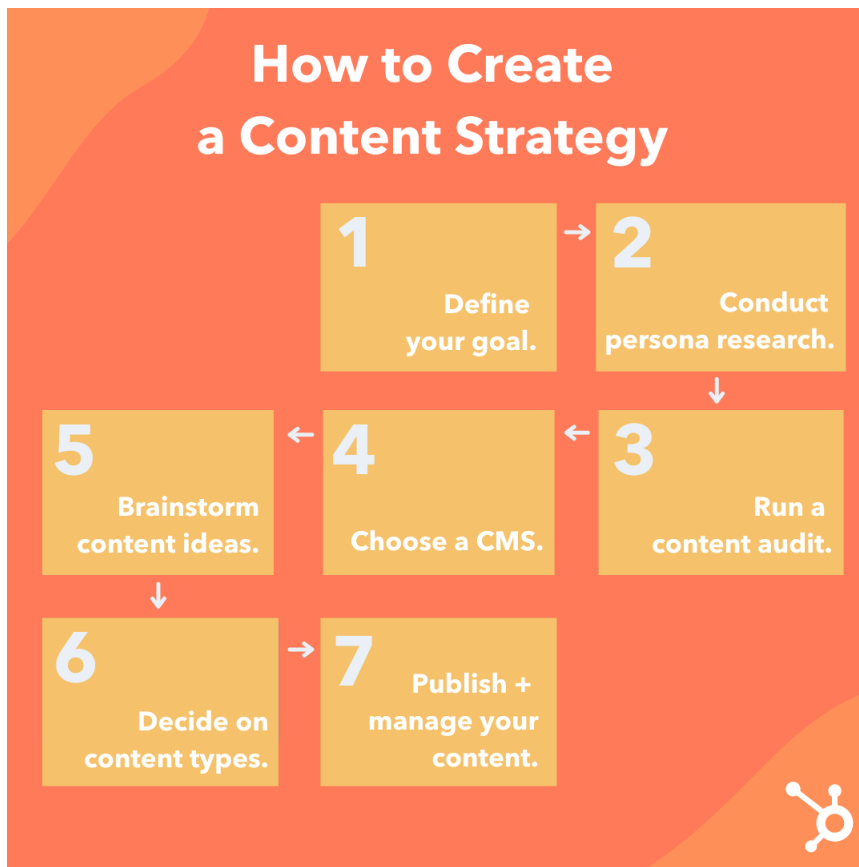 How to Create
a Content Strategy
1
Define
your goal.
2
Conduct
persona research.
3
Run a
content audit.
4
Choose a CMS.
5
Brainstorm
content ideas.
6
Decide on
content types.
7
Publish +
manage your
content.